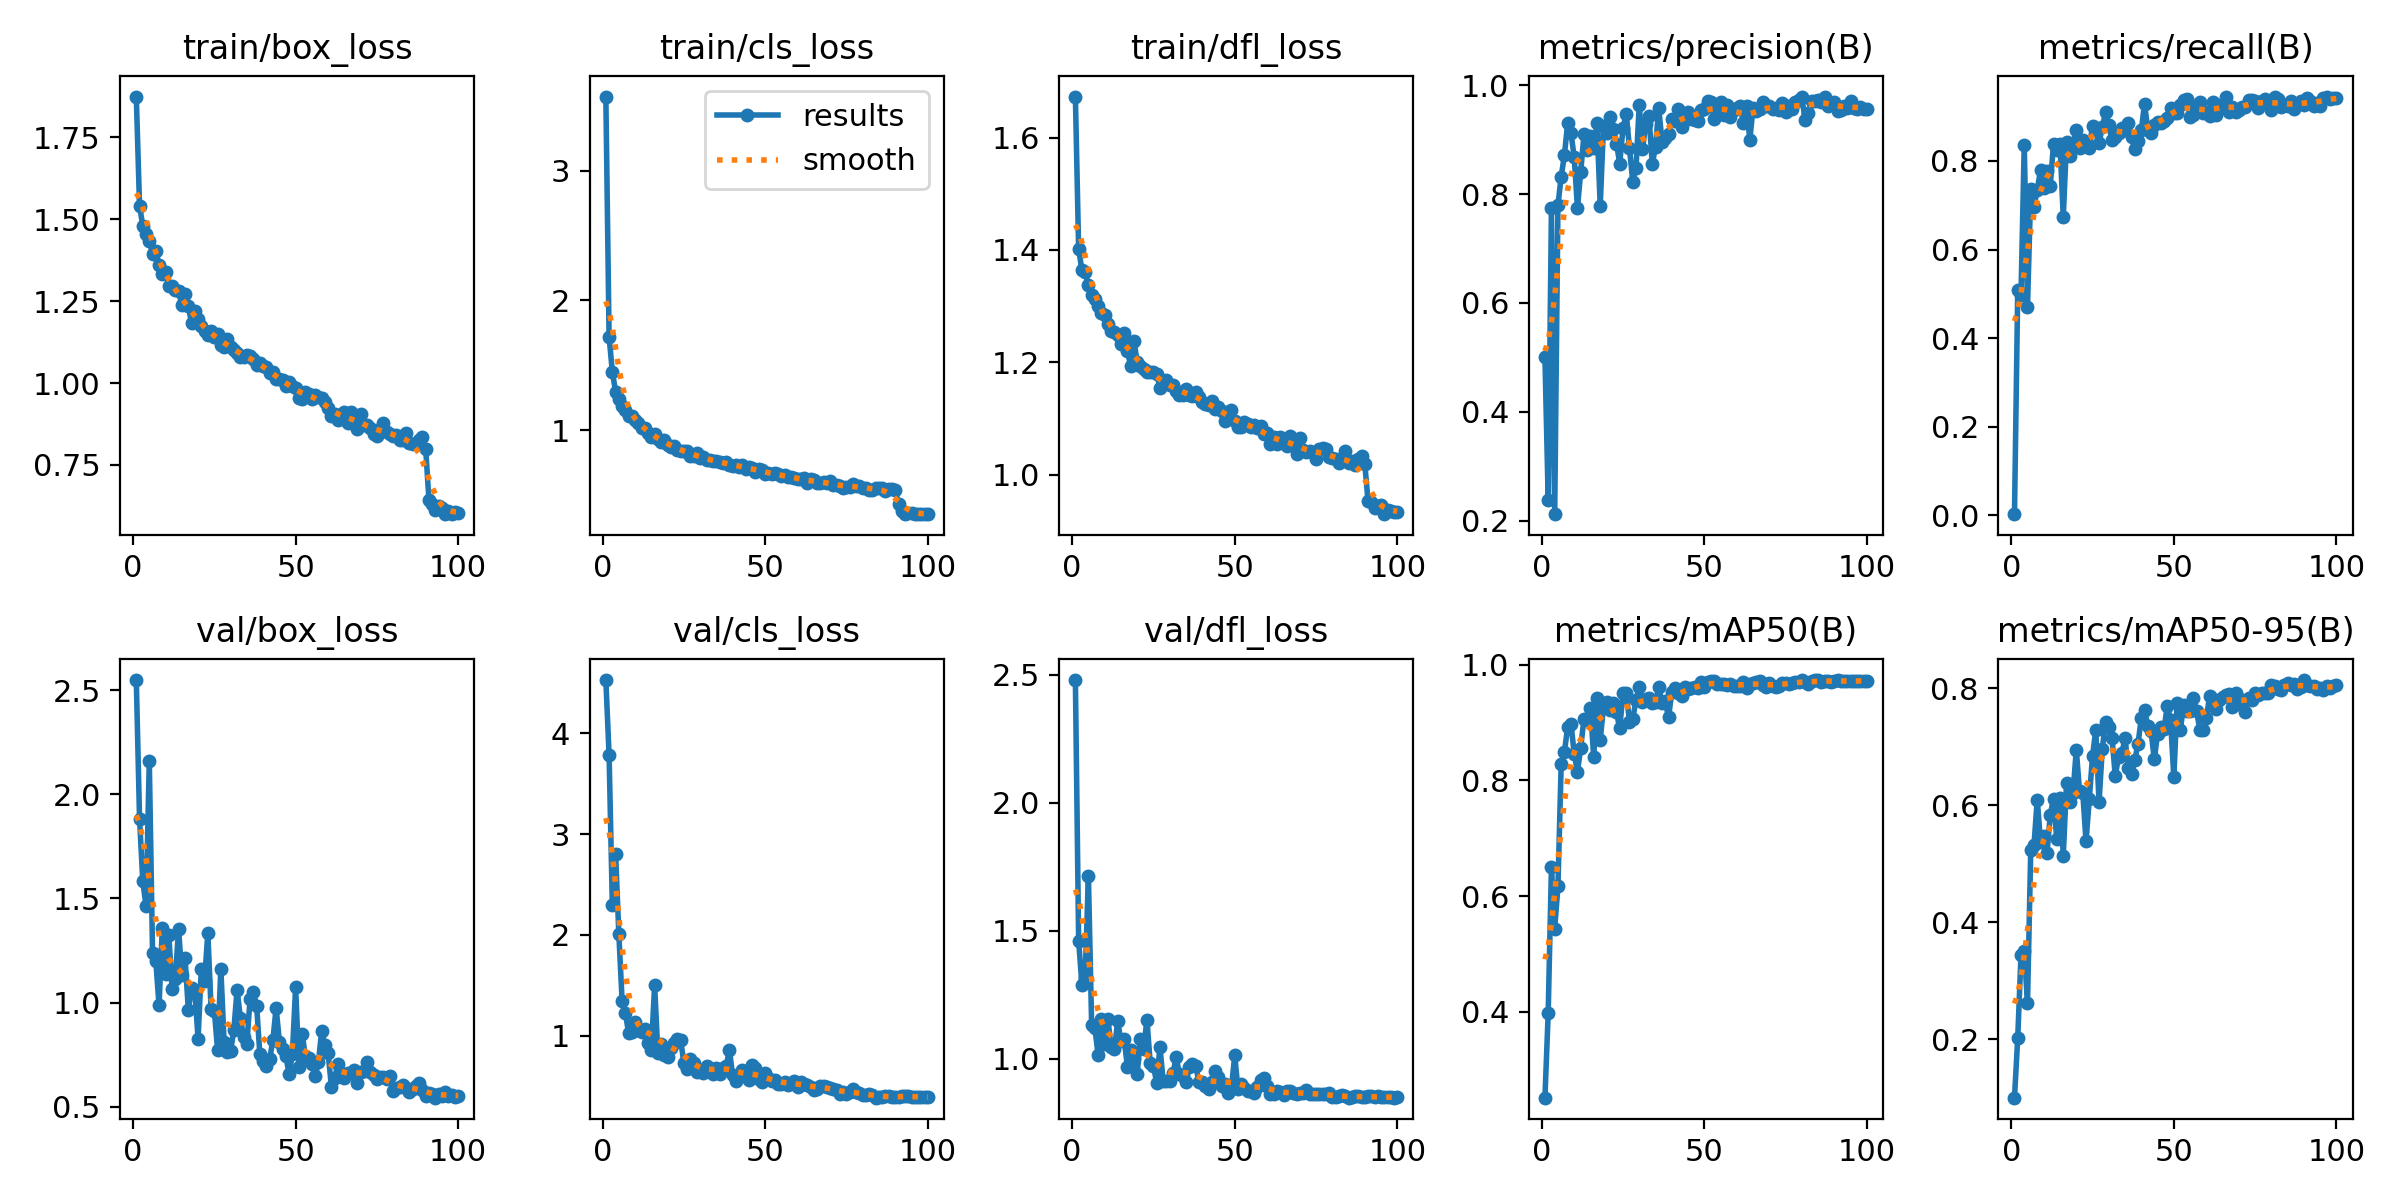 train/box_loss
train/cls_loss
train/dfl_loss
metrics/precision(B)
metrics/recall(B)
1.75
1.50
1.25
1.00
0.75
0 50 100
results
smooth
3
2
1
0 50 100
1.6
1.4
1.2
1.0
0 50 100
1.0
0.8
0.6
0.4
0.2
0 50 100
0.8
0.6
0.4
0.2
0.0
0 50 100
val/box_loss
val/cls_loss
val/dfl_loss
metrics/mAP50(B)
metrics/mAP50-95(B)
2.5
2.0
1.5
1.0
0.5
0 50 100
4
3
2
1
0 50 100
2.5
2.0
1.5
1.0
0 50 100
1.0
0.8
0.6
0.4
0 50 100
0.8
0.6
0.4
0.2
0 50 100